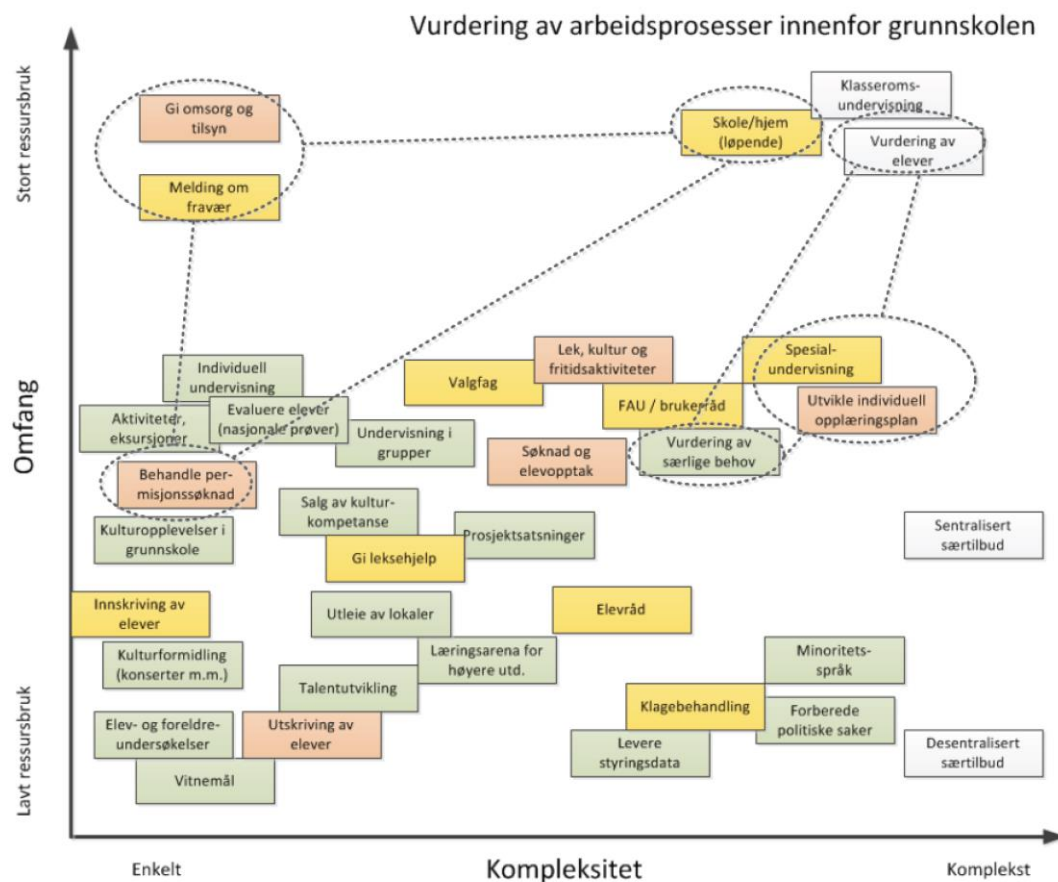 Vurdering av arbeidsprosesser innenfor grunnskolen
Stort ressursbruk
Omfang
Lavt ressursbruk
Gi omsorg og
tilsyn
Melding om
fravær
Skole/hjem
(løpende)
Klasseroms-
undervisning
Vurdering av
elever
Individuell
undervisning
Aktiviteter,
eksursjoner
Evaluere elever
(nasjonale prøver)
Undervisning i
grupper
Valgfag
Lek, kultur og
fritidsaktiviteter
FAU / brukerråd
Spesial-
undervisning
Utvikle individuell
opplæringsplan
Søknad og
elevopptak
Vurdering av
særlige behov
Behandle per-
misjonssøknad
Kulturopplevelser i
grunnskole
Salg av kultur-
kompetanse
Gi leksehjelp
Prosjektsatsninger
Sentralisert
særtilbud
Innskriving av
elever
Utleie av lokaler
Elevråd
Kulturformidling
(konserter m.m.)
Talentutvikling
Læringsarena for
høyere utd.
Minoritets-
språk
Klagebehandling
Forberede
politiske saker
Elev- og foreldre-
undersøkelser
Utskriving av
elever
Vitnemål
Levere
styringsdata
Desentralisert
særtilbud
Enkelt
Kompleksitet
Komplekst